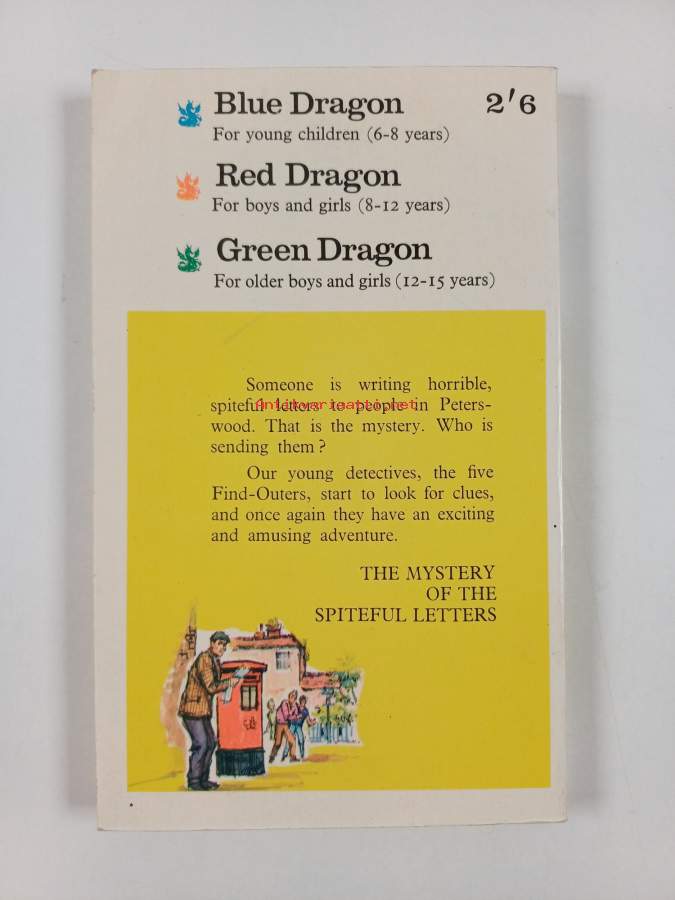 Blue Dragon 2'6
For young children (6-8 years)
Red Dragon
For boys and girls (8-12 years)
Green Dragon
For older boys and girls (12-15 years)
Someone is writing horrible,
spiteful letters to people in Peters-
wood. That is the mystery. Who is
sending them?
Our young detectives, the five
Find-Outers, start to look for clues,
and once again they have an exciting
and amusing adventure.
THE MYSTERY
OF THE
SPITEFUL LETTERS
Antikvariaatti.net